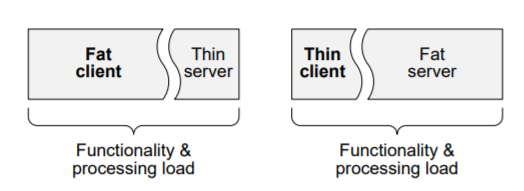 Fat
client
Thin
server
Thin
client
Fat
server
Functionality &
processing load
Functionality &
processing load